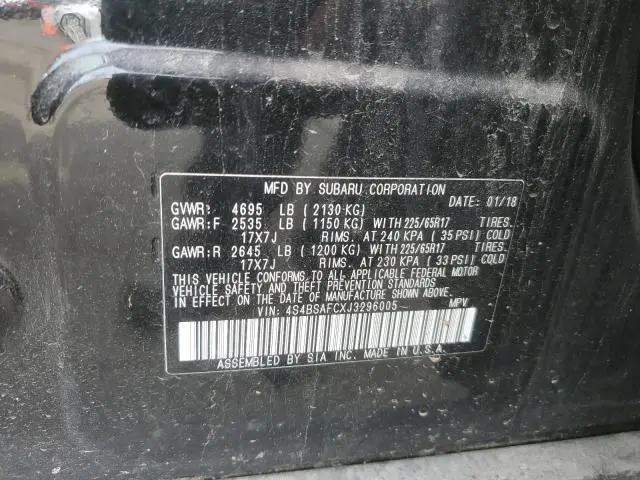 MFD BY SUBARU CORPORATION
DATE: 01/18
GVWR: 4695 LB ( 2130 KG)
GAWR:F 2535 LB ( 1150 KG) WITH 225/65R17 TIRES.
17X7J RIMS. AT 240 KPA ( 35 PSI) COLD
GAWR:R 2645 LB ( 1200 KG) WITH 225/65R17 TIRES.
17X7J RIMS. AT 230 KPA ( 33 PSI) COLD
THIS VEHICLE CONFORMS TO ALL APPLICABLE FEDERAL MOTOR
VEHICLE SAFETY AND THEFT PREVENTION STANDARDS
IN EFFECT ON THE DATE OF MANUFACTURE SHOWN ABOVE.
VIN: 4S4BSAFCXJ3296005 MPV
ASSEMBLED BY SIA INC. MADE IN U.S.A.